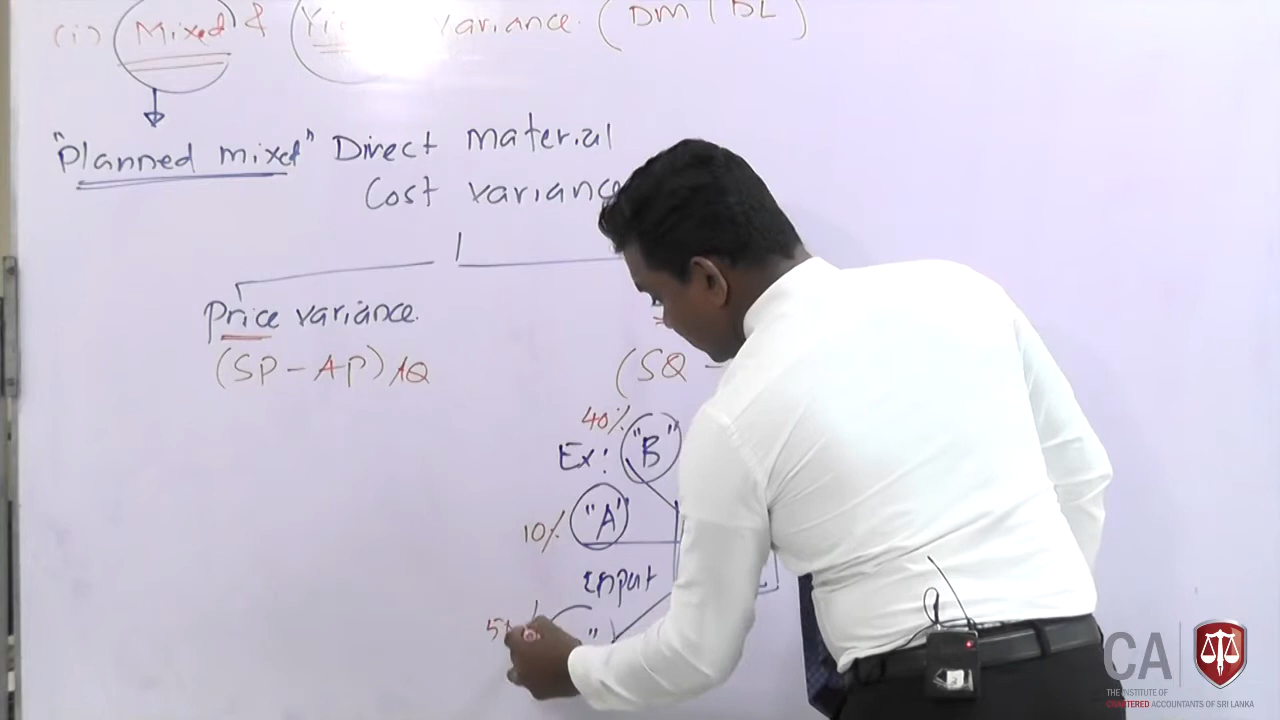 (i) Mixed & Variance. (DM / DL)
"Planned mixed" Direct material
Cost variance
Price variance.
(SP - AP) AQ
(SQ -
40%
Ex: "B"
10% "A"
Input
CA
THE INSTITUTE OF
CHARTERED ACCOUNTANTS OF SRI LANKA